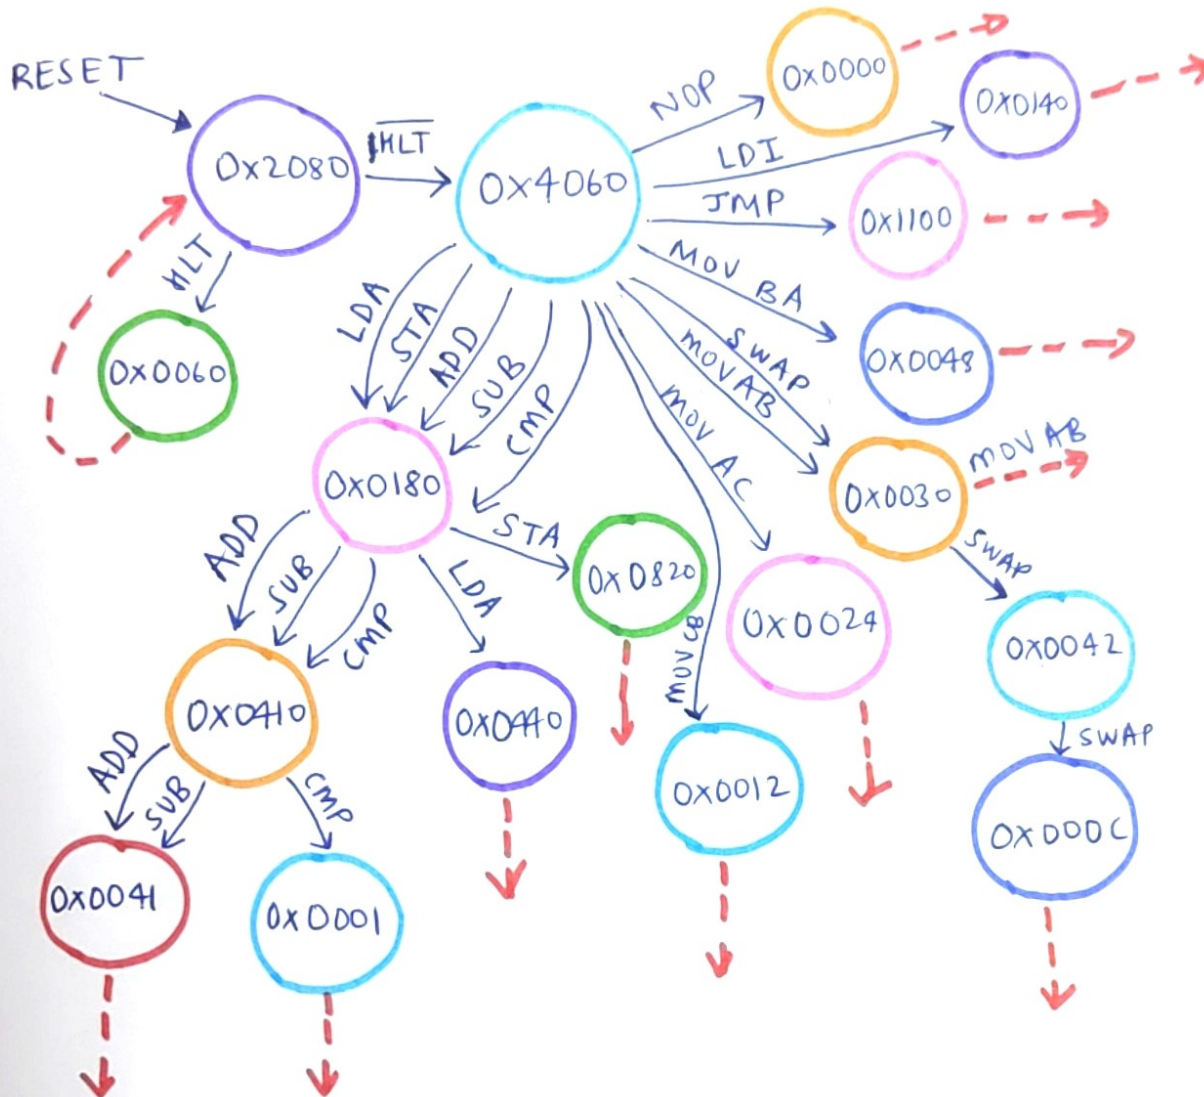 RESET
0X2080
HLT
0X4060
NOP
0X0000
LDI
0X0140
JMP
0X1100
MOV BA
0X0048
HLT
0X0060
LDA
STA
ADD
SUB
CMP
SWAP
MOV AB
MOV AC
MOV CB
0X0180
0X0030
MOV AB
SWAP
0X0042
SWAP
0X000C
ADD
SUB
CMP
LDA
STA
0X0820
0X0024
0X0012
0X0410
0X0440
ADD
SUB
CMP
0X0041
0X0001